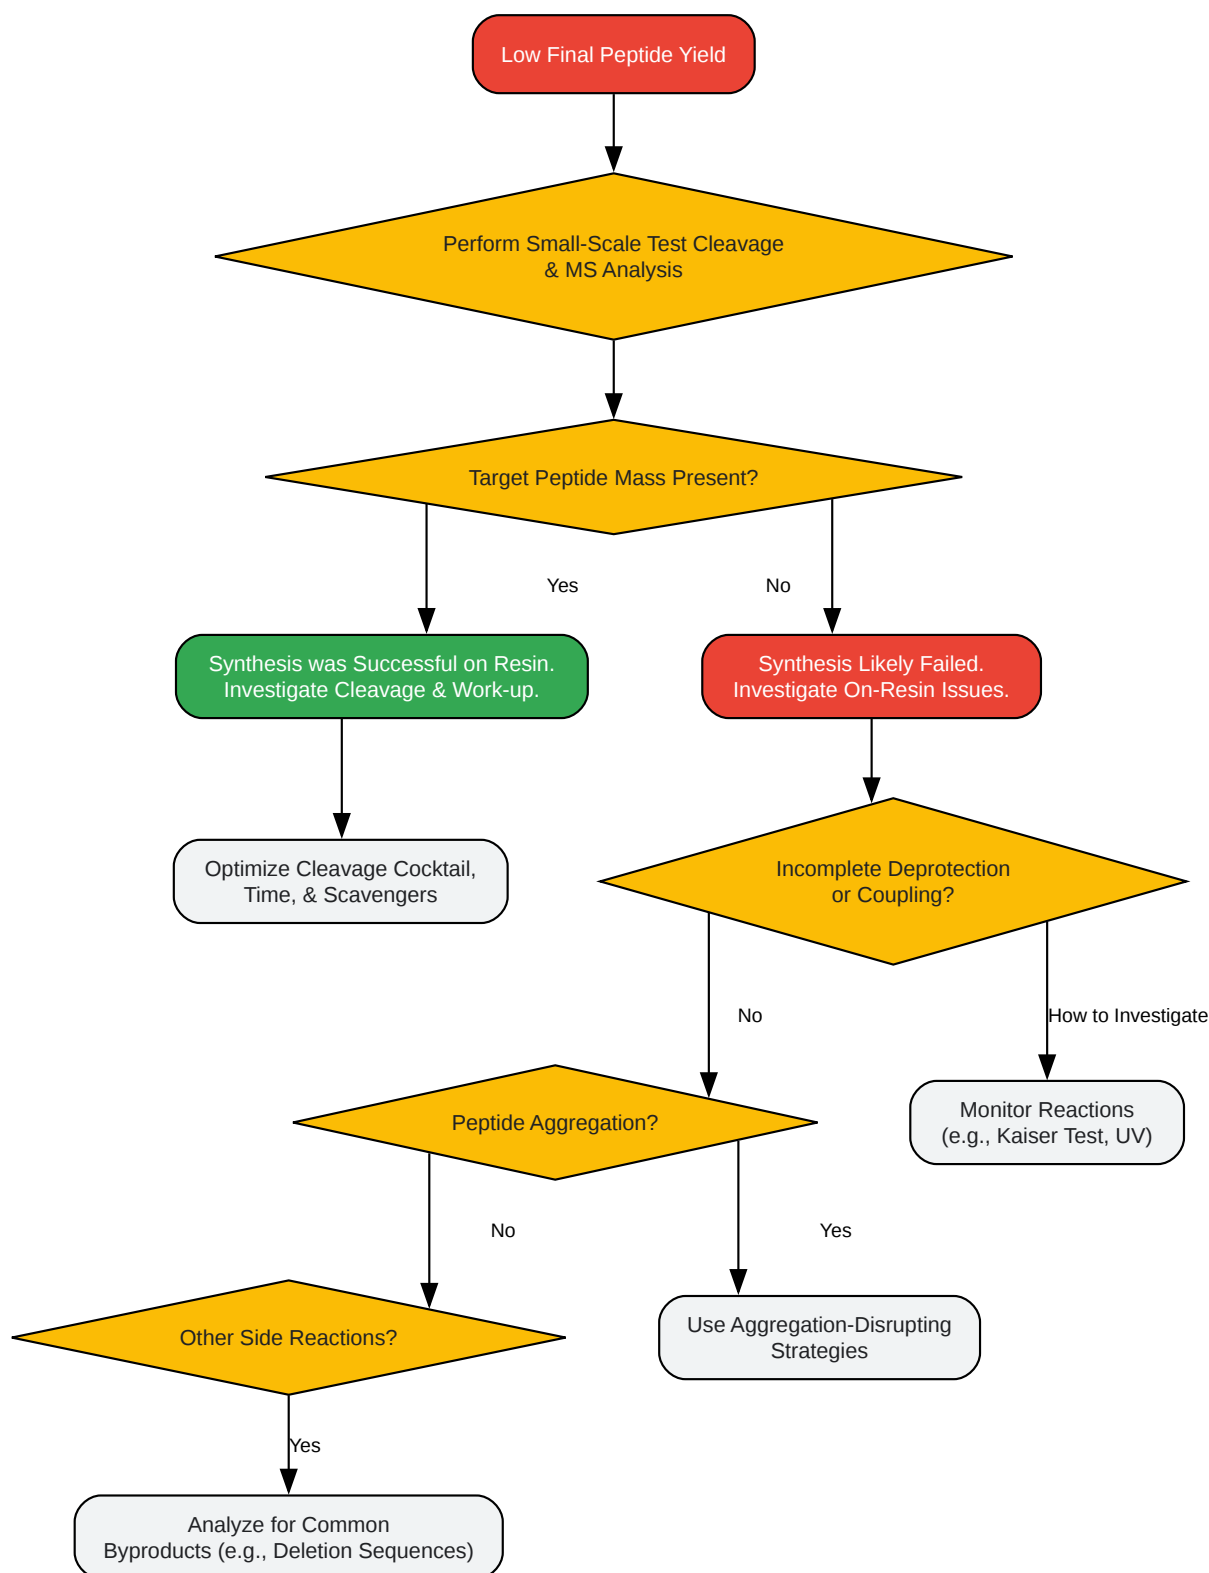 Low Final Peptide Yield
Perform Small-Scale Test Cleavage
& MS Analysis
Target Peptide Mass Present?
Yes
No
Synthesis was Successful on Resin.
Investigate Cleavage & Work-up.
Synthesis Likely Failed.
Investigate On-Resin Issues.
Optimize Cleavage Cocktail,
Time, & Scavengers
Incomplete Deprotection
or Coupling?
No
How to Investigate
Peptide Aggregation?
Monitor Reactions
(e.g., Kaiser Test, UV)
No
Yes
Other Side Reactions?
Use Aggregation-Disrupting
Strategies
Yes
Analyze for Common
Byproducts (e.g., Deletion Sequences)